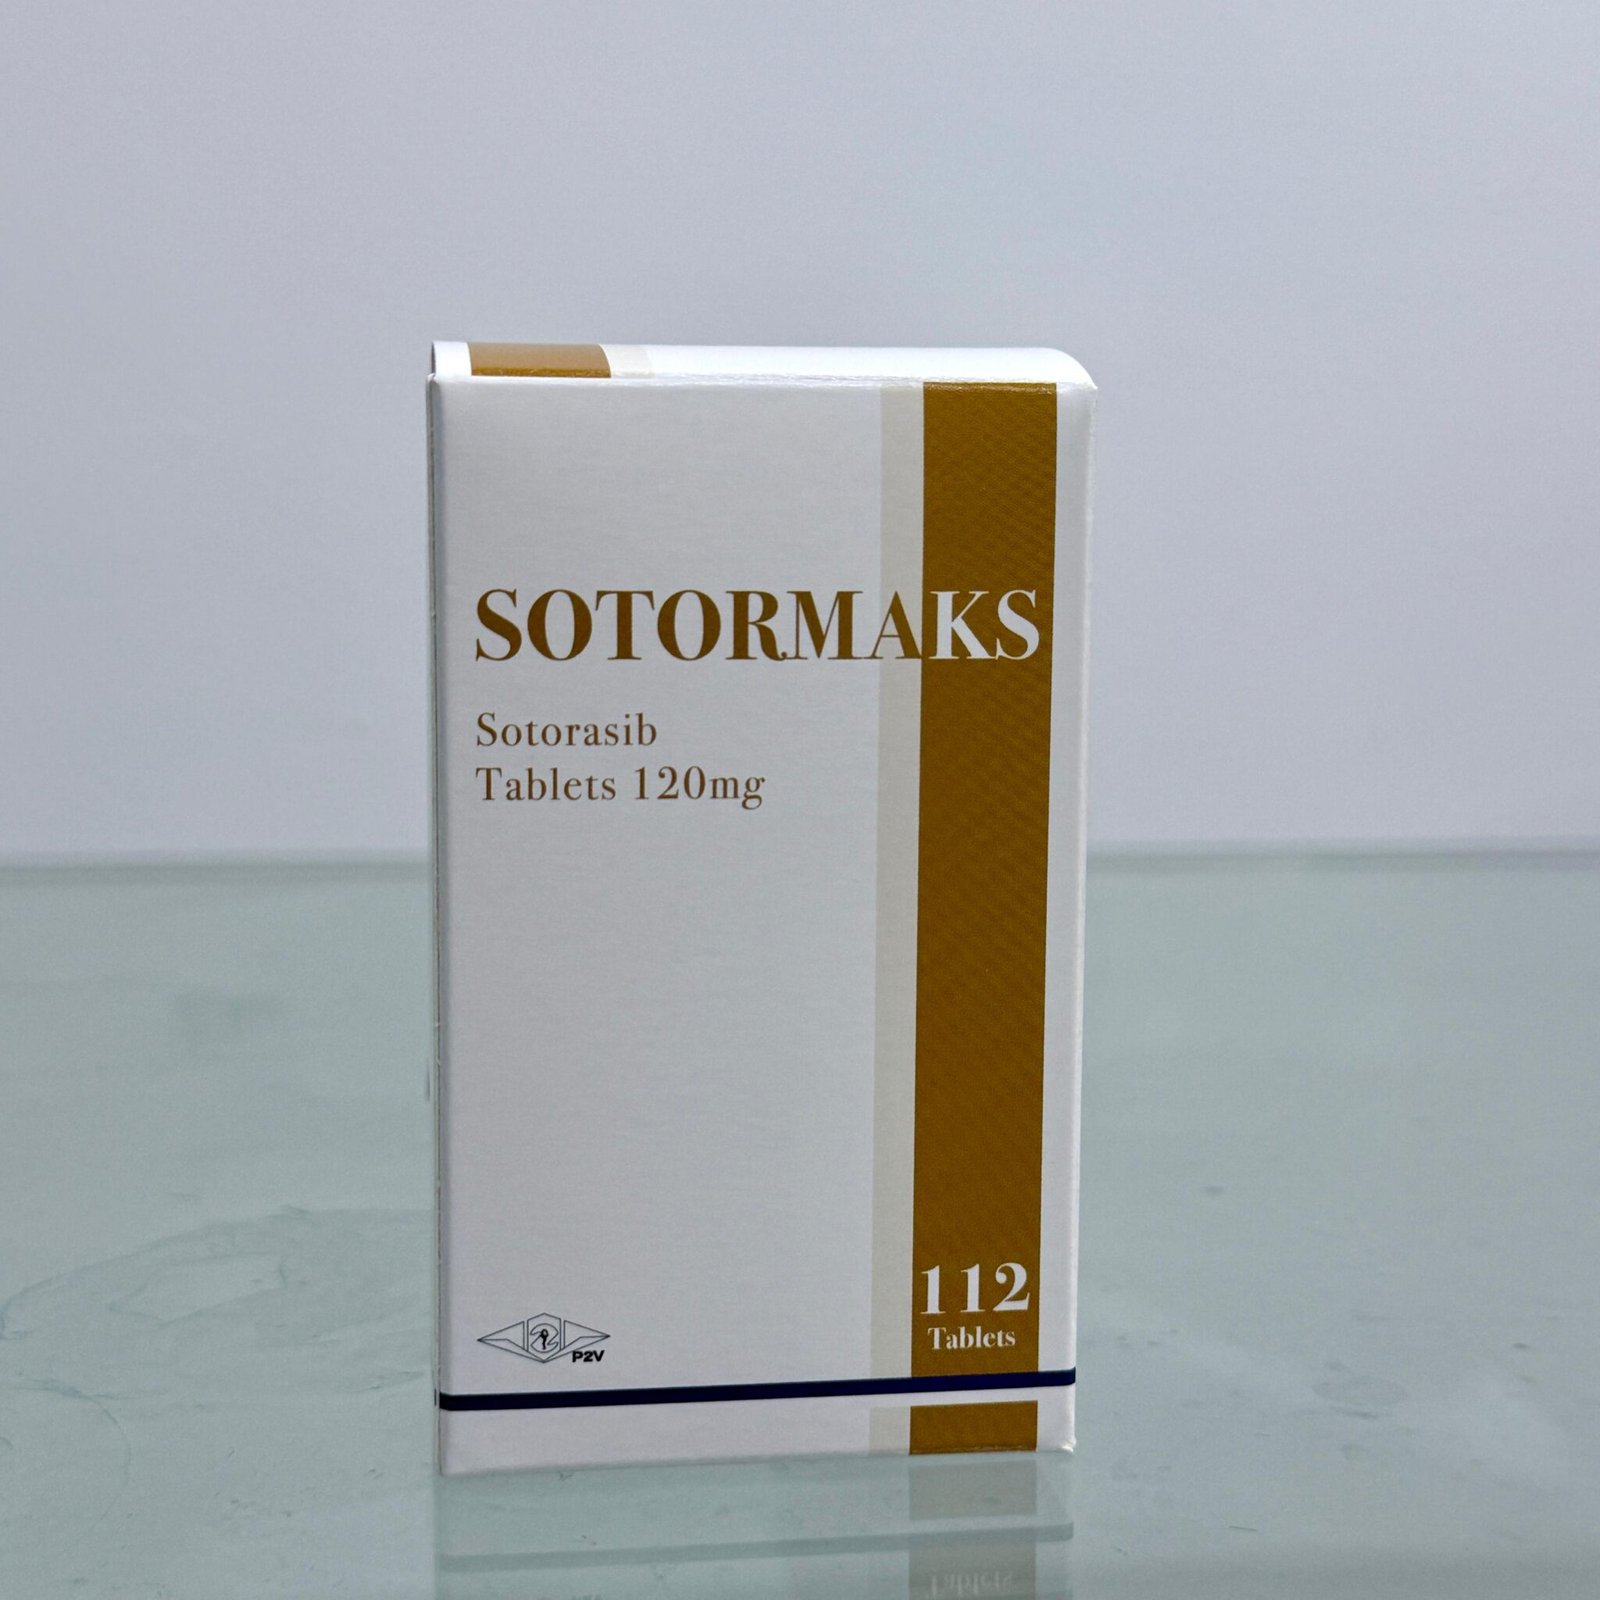 SOTORMAKS
Sotorasib
Tablets 120mg
112
Tablets
P2V